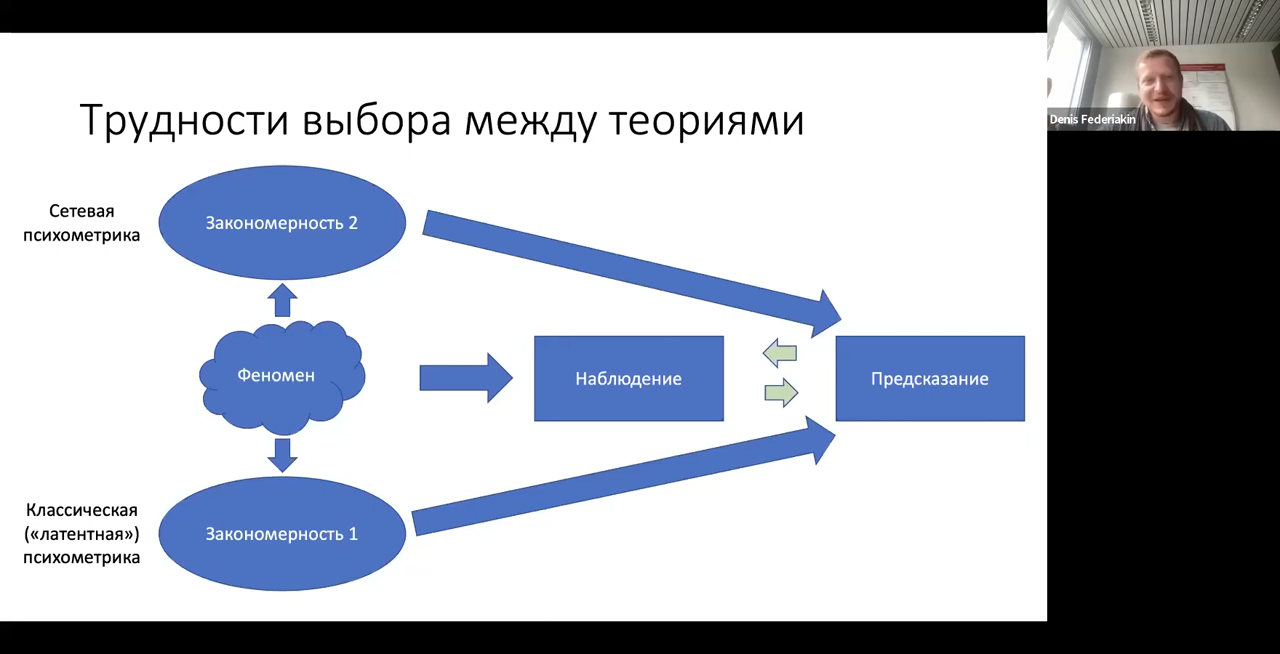 Трудности выбора между теориями
Denis Federiakin
Сетевая
психометрика
Закономерность 2
Феномен
Наблюдение
Предсказание
Классическая
(«латентная»)
психометрика
Закономерность 1